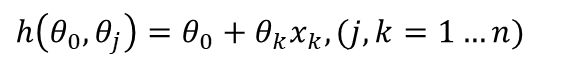 h(θ₀, θⱼ) = θ₀ + θₖxₖ, (j, k = 1 … n)